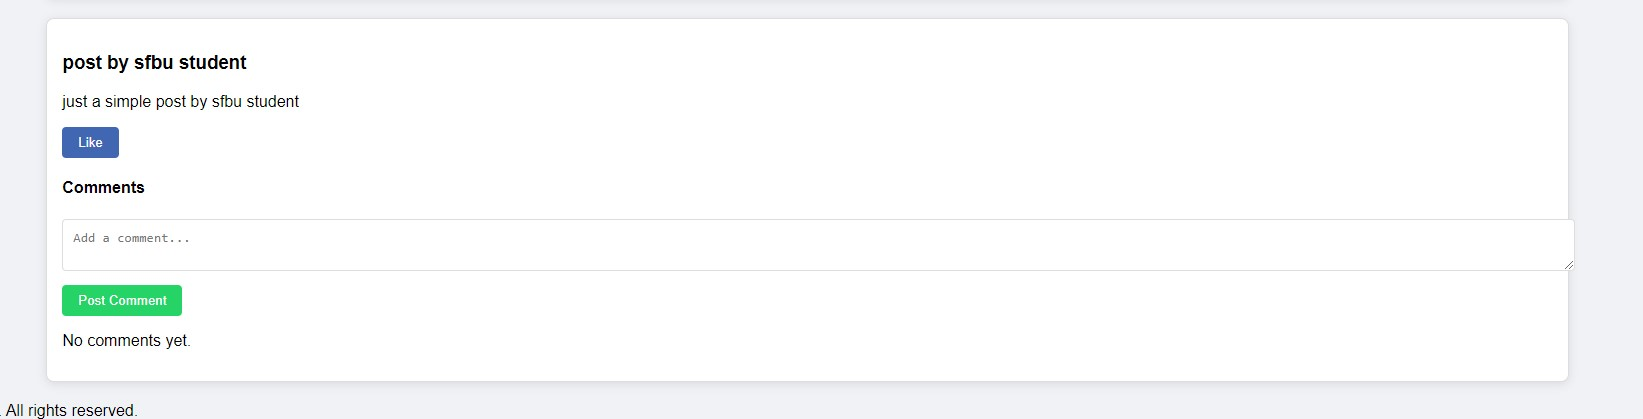 post by sfbu student
just a simple post by sfbu student
Like
Comments
Add a comment...
Post Comment
No comments yet.
. All rights reserved.